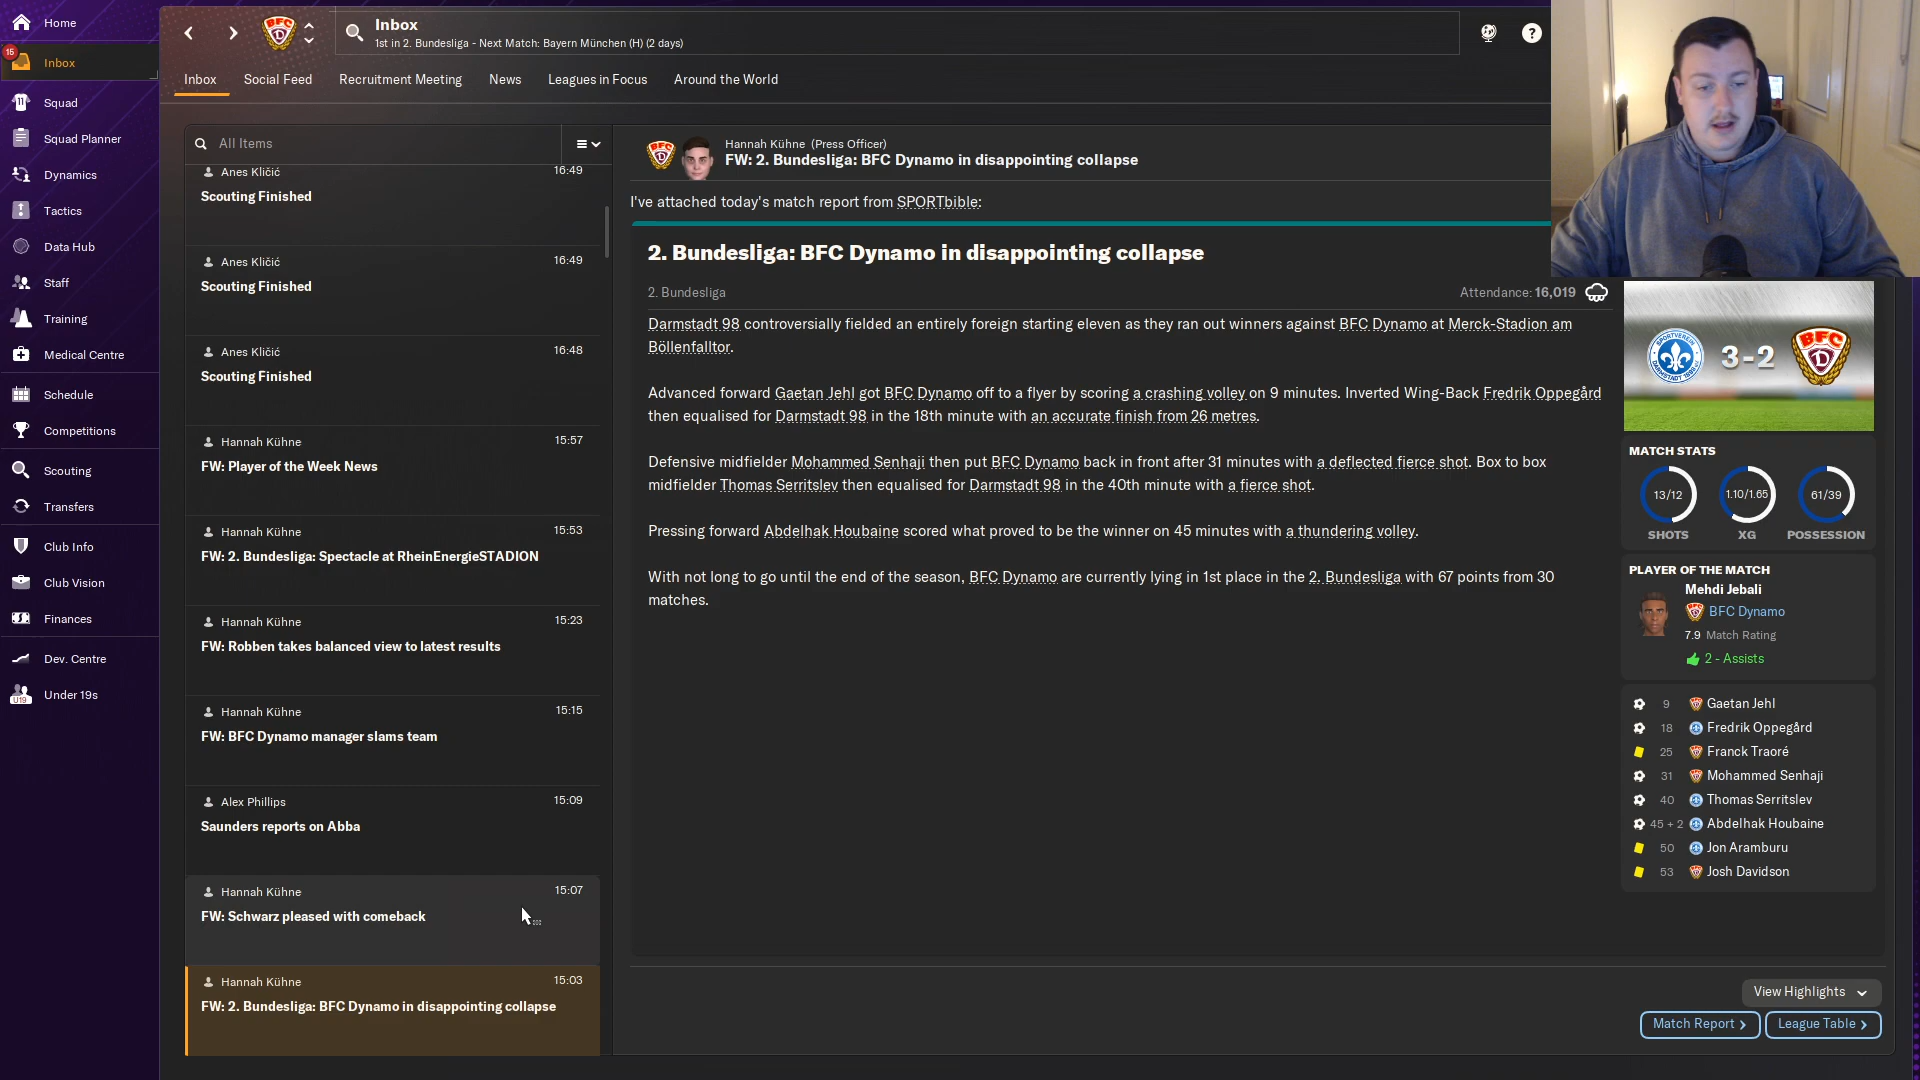 Home
15
Inbox
Squad
Squad Planner
Dynamics
Tactics
Data Hub
Staff
Training
Medical Centre
Schedule
Competitions
Scouting
Transfers
Club Info
Club Vision
Finances
Dev. Centre
U19
Under 19s
BFC
D
Inbox
1st in 2. Bundesliga - Next Match: Bayern München (H) (2 days)
?
Inbox
Social Feed
Recruitment Meeting
News
Leagues in Focus
Around the World
All Items
Anes Kličić
16:49
Scouting Finished
Anes Kličić
16:49
Scouting Finished
Anes Kličić
16:48
Scouting Finished
Hannah Kühne
15:57
FW: Player of the Week News
Hannah Kühne
15:53
FW: 2. Bundesliga: Spectacle at RheinEnergieSTADION
Hannah Kühne
15:23
FW: Robben takes balanced view to latest results
Hannah Kühne
15:15
FW: BFC Dynamo manager slams team
Alex Phillips
15:09
Saunders reports on Abba
Hannah Kühne
15:07
FW: Schwarz pleased with comeback
Hannah Kühne
15:03
FW: 2. Bundesliga: BFC Dynamo in disappointing collapse
Hannah Kühne (Press Officer)
FW: 2. Bundesliga: BFC Dynamo in disappointing collapse
I've attached today's match report from SPORTbible:
2. Bundesliga: BFC Dynamo in disappointing collapse
2. Bundesliga
Attendance: 16,019
Darmstadt 98 controversially fielded an entirely foreign starting eleven as they ran out winners against BFC Dynamo at Merck-Stadion am
Böllenfalltor.
Advanced forward Gaetan Jehl got BFC Dynamo off to a flyer by scoring a crashing volley on 9 minutes. Inverted Wing-Back Fredrik Oppegård
then equalised for Darmstadt 98 in the 18th minute with an accurate finish from 26 metres.
Defensive midfielder Mohammed Senhaji then put BFC Dynamo back in front after 31 minutes with a deflected fierce shot. Box to box
midfielder Thomas Serritslev then equalised for Darmstadt 98 in the 40th minute with a fierce shot.
Pressing forward Abdelhak Houbaine scored what proved to be the winner on 45 minutes with a thundering volley.
With not long to go until the end of the season, BFC Dynamo are currently lying in 1st place in the 2. Bundesliga with 67 points from 30
matches.
3-2
BFC
D
MATCH STATS
13/12
1.10/1.65
61/39
SHOTS
XG
POSSESSION
PLAYER OF THE MATCH
Mehdi Jebali
BFC Dynamo
7.9 Match Rating
2 - Assists
9 Gaetan Jehl
18 Fredrik Oppegård
25 Franck Traoré
31 Mohammed Senhaji
40 Thomas Serritslev
45 + 2 Abdelhak Houbaine
50 Jon Aramburu
53 Josh Davidson
View Highlights
Match Report
League Table